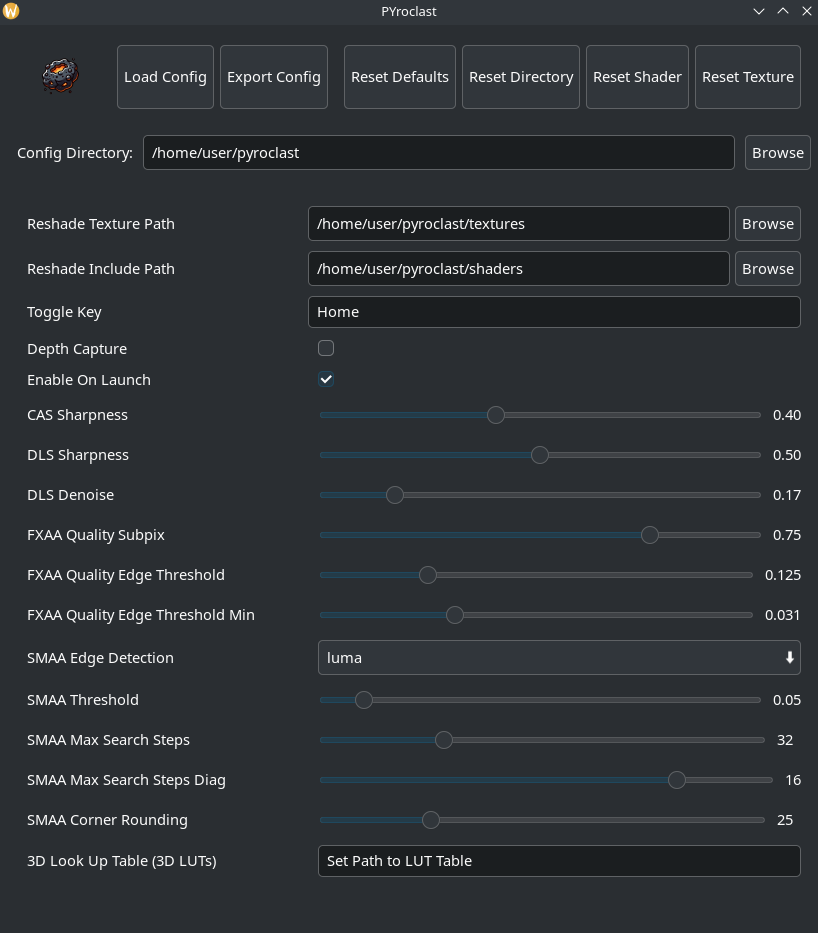 PYroclast
Load Config Export Config Reset Defaults Reset Directory Reset Shader Reset Texture
Config Directory: /home/user/pyroclast Browse
Reshade Texture Path /home/user/pyroclast/textures Browse
Reshade Include Path /home/user/pyroclast/shaders Browse
Toggle Key Home
Depth Capture
Enable On Launch
CAS Sharpness 0.40
DLS Sharpness 0.50
DLS Denoise 0.17
FXAA Quality Subpix 0.75
FXAA Quality Edge Threshold 0.125
FXAA Quality Edge Threshold Min 0.031
SMAA Edge Detection luma
SMAA Threshold 0.05
SMAA Max Search Steps 32
SMAA Max Search Steps Diag 16
SMAA Corner Rounding 25
3D Look Up Table (3D LUTs) Set Path to LUT Table